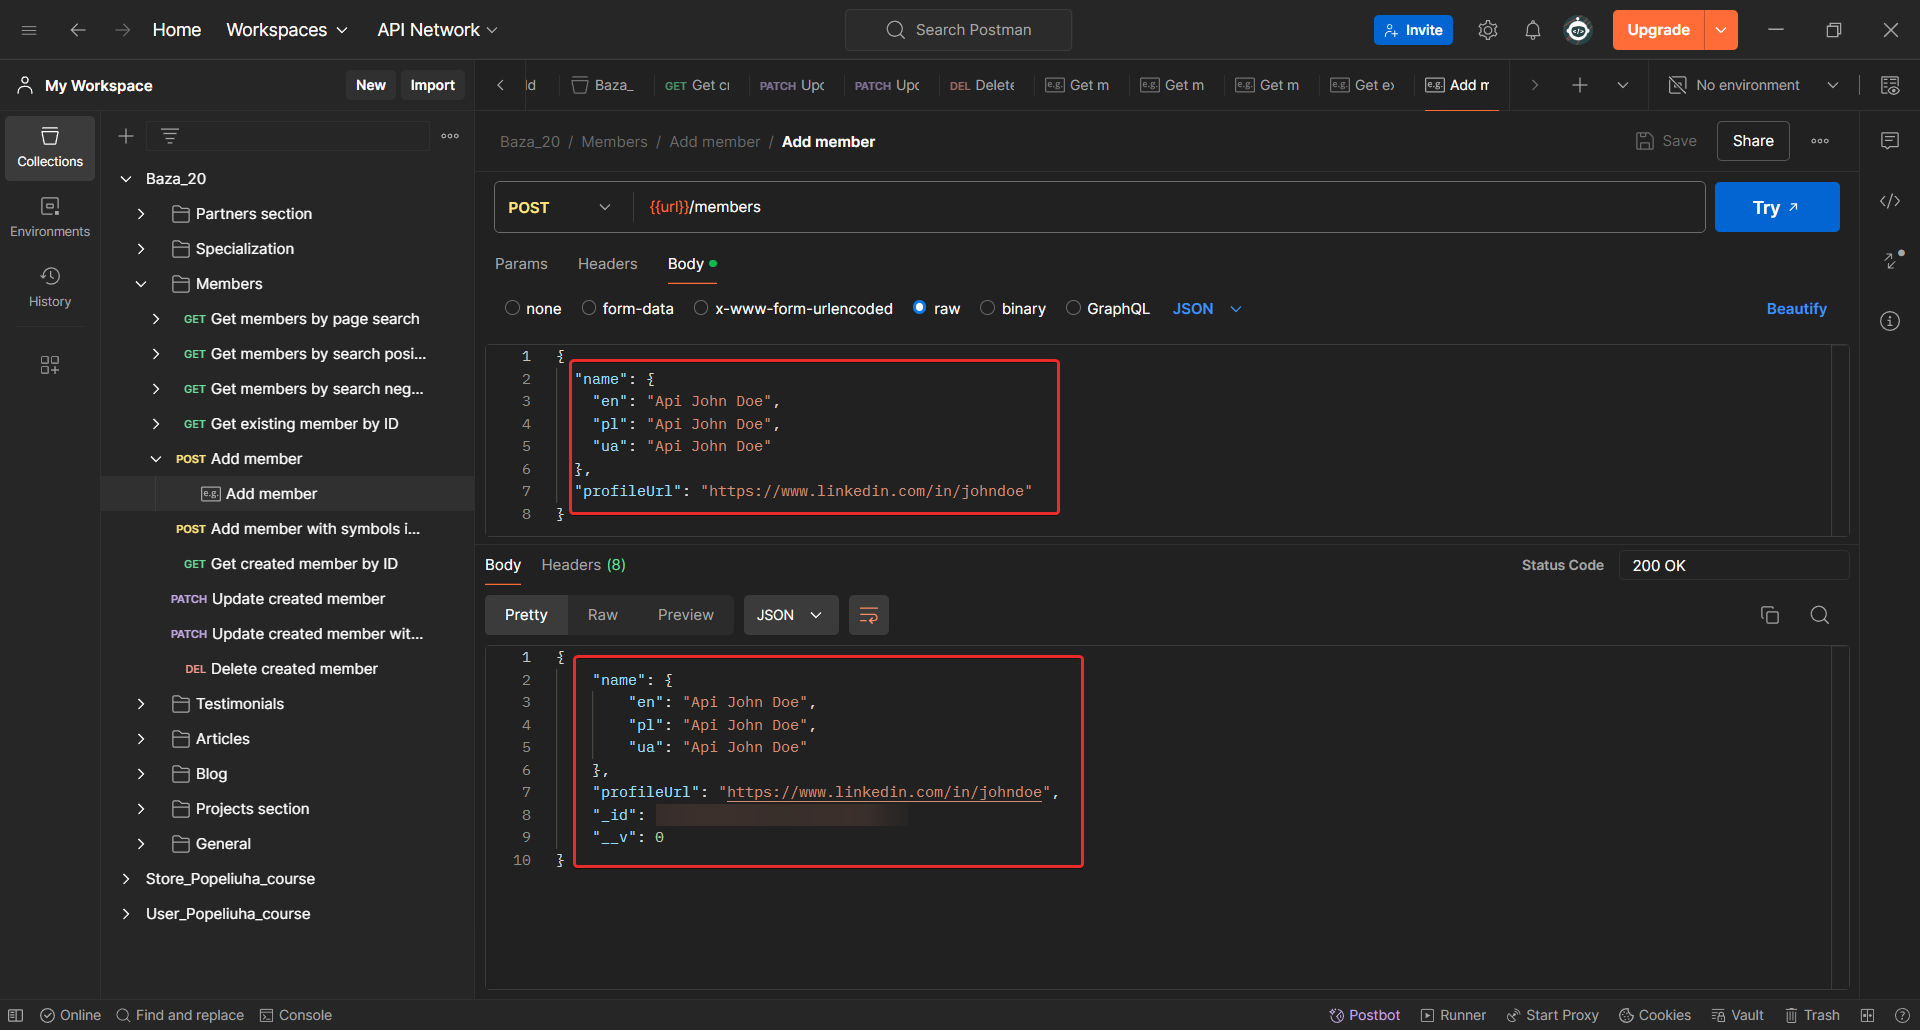 Home Workspaces API Network Search Postman Invite Upgrade
My Workspace New Import
Baza_ GET Get PATCH Upc PATCH Upc DEL Delete e.g. Get m e.g. Get m e.g. Get m e.g. Get ex e.g. Add m No environment
Collections
Environments
History
Baza_20
Partners section
Specialization
Members
GET Get members by page search
GET Get members by search posi...
GET Get members by search neg...
GET Get existing member by ID
POST Add member
e.g. Add member
POST Add member with symbols i...
GET Get created member by ID
PATCH Update created member
PATCH Update created member wit...
DEL Delete created member
Testimonials
Articles
Blog
Projects section
General
Store_Popeliuha_course
User_Popeliuha_course
Baza_20 / Members / Add member / Add member Save Share
POST {{url}}/members Try
Params Headers Body
none form-data x-www-form-urlencoded raw binary GraphQL JSON Beautify
1 {
2 "name": {
3 "en": "Api John Doe",
4 "pl": "Api John Doe",
5 "ua": "Api John Doe"
6 },
7 "profileUrl": "https://www.linkedin.com/in/johndoe"
8 }
Body Headers (8) Status Code 200 OK
Pretty Raw Preview JSON
1 {
2 "name": {
3 "en": "Api John Doe",
4 "pl": "Api John Doe",
5 "ua": "Api John Doe"
6 },
7 "profileUrl": "https://www.linkedin.com/in/johndoe",
8 "_id":
9 "__v": 0
10 }
Online Find and replace Console Postbot Runner Start Proxy Cookies Vault Trash